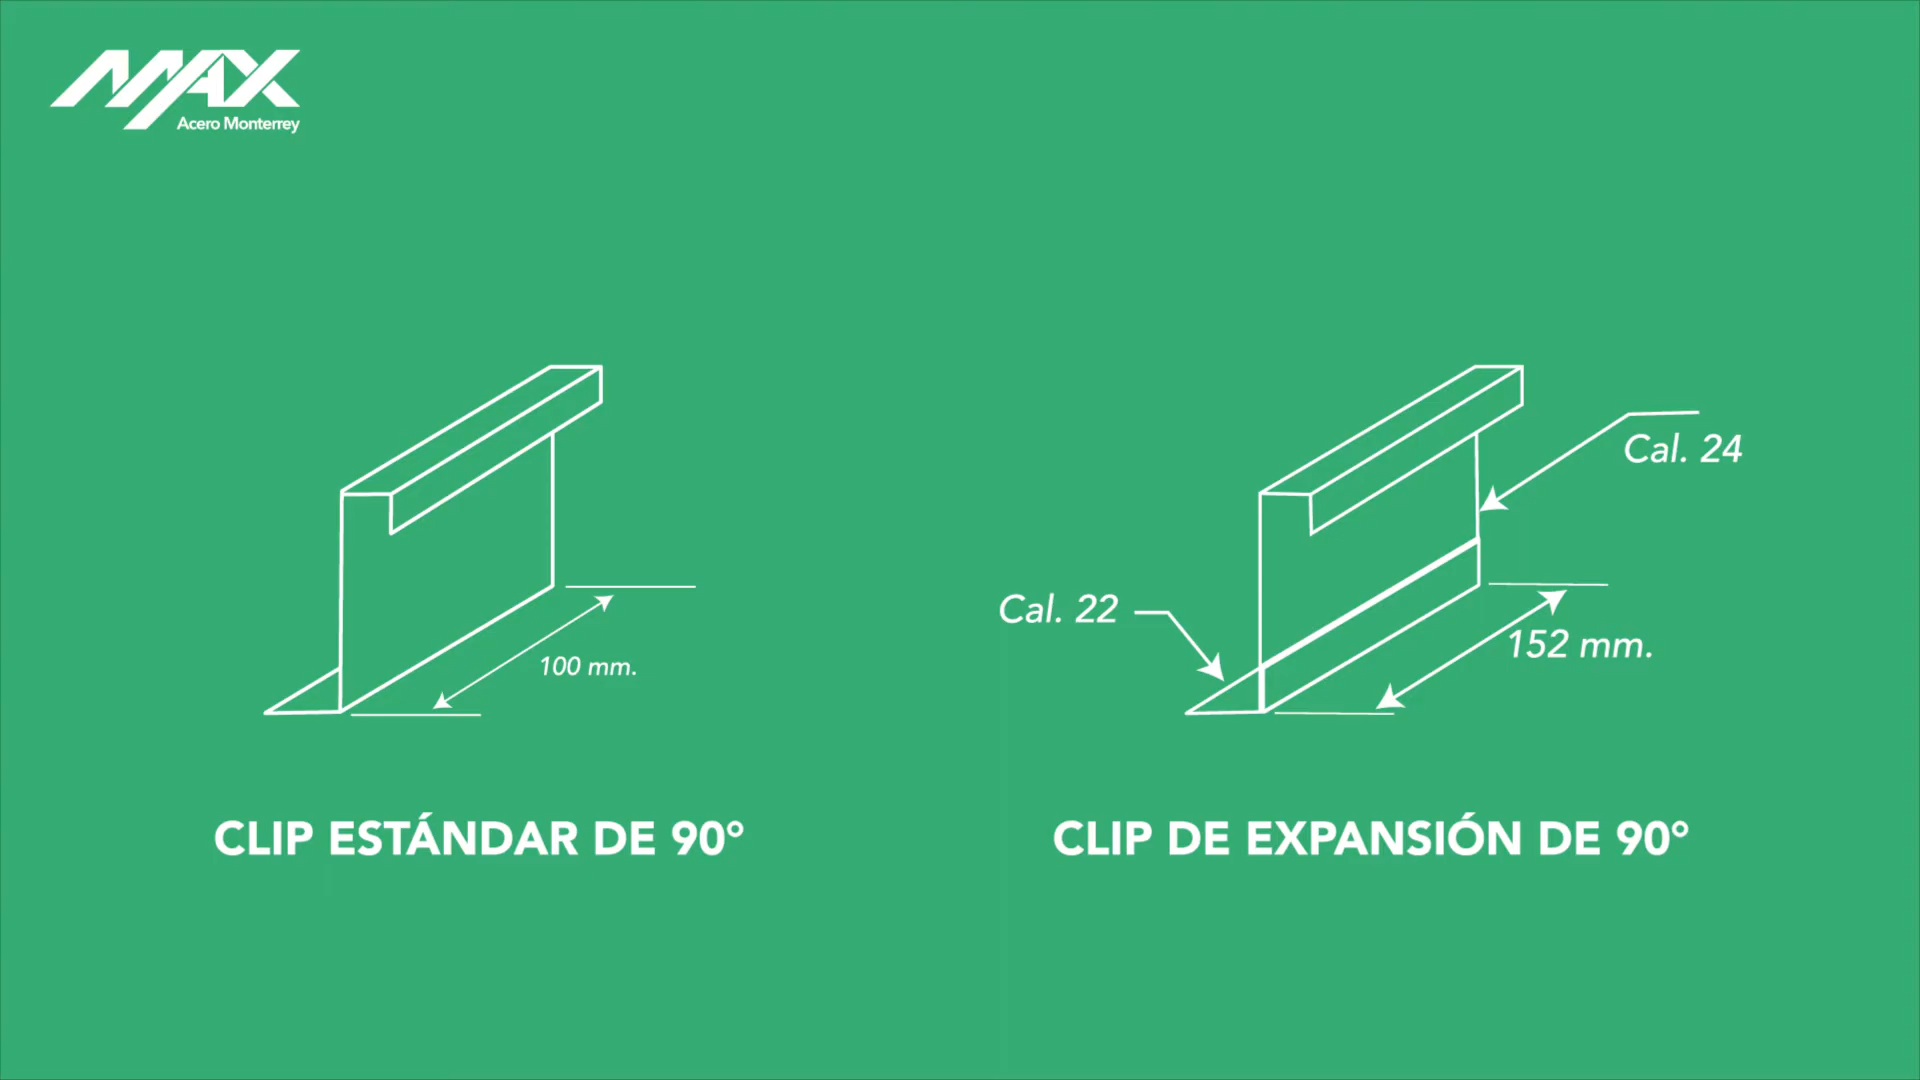 MAX
Acero Monterrey
100 mm.
CLIP ESTÁNDAR DE 90°
Cal. 24
Cal. 22
152 mm.
CLIP DE EXPANSIÓN DE 90°